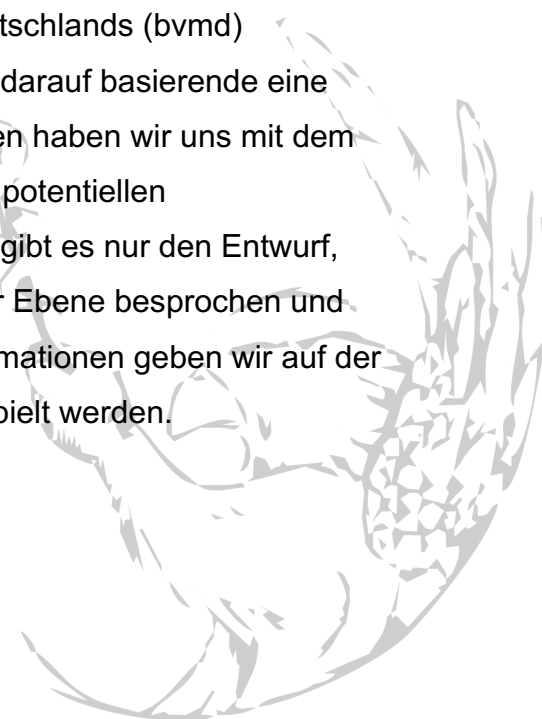 tschlands (bvmd)
darauf basierende eine
en haben wir uns mit dem
potentiellen
gibt es nur den Entwurf,
r Ebene besprochen und
mationen geben wir auf der
pielt werden.